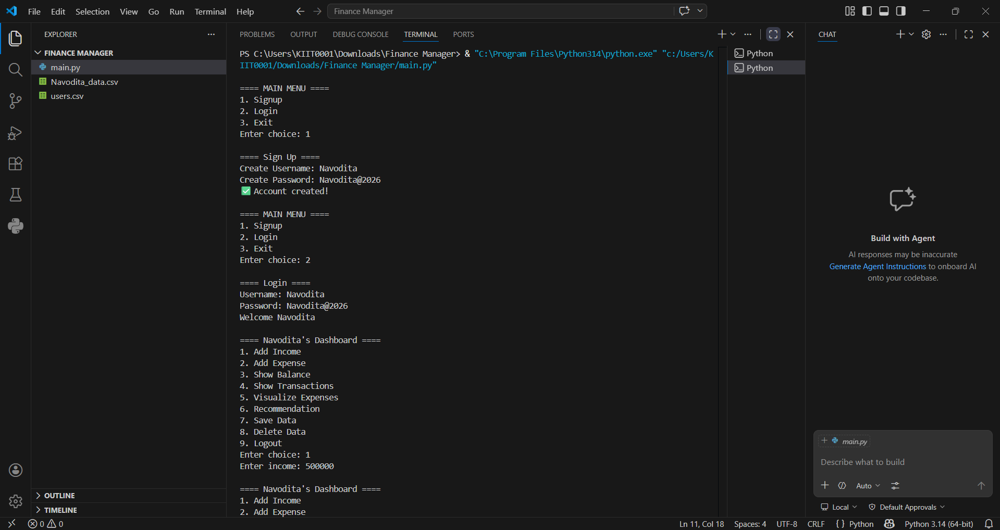 File Edit Selection View Go Run Terminal Help
Finance Manager
EXPLORER
FINANCE MANAGER
main.py
Navodita_data.csv
users.csv
OUTLINE
TIMELINE
PROBLEMS OUTPUT DEBUG CONSOLE TERMINAL PORTS
PS C:\Users\KIIT0001\Downloads\Finance Manager> & "C:\Program Files\Python314\python.exe" "c:/Users/K
IIT0001/Downloads/Finance Manager/main.py"
==== MAIN MENU ====
1. Signup
2. Login
3. Exit
Enter choice: 1
==== Sign Up ====
Create Username: Navodita
Create Password: Navodita@2026
✅ Account created!
==== MAIN MENU ====
1. Signup
2. Login
3. Exit
Enter choice: 2
==== Login ====
Username: Navodita
Password: Navodita@2026
Welcome Navodita
==== Navodita's Dashboard ====
1. Add Income
2. Add Expense
3. Show Balance
4. Show Transactions
5. Visualize Expenses
6. Recommendation
7. Save Data
8. Delete Data
9. Logout
Enter choice: 1
Enter income: 500000
==== Navodita's Dashboard ====
1. Add Income
2. Add Expense
Python
Python
CHAT
Build with Agent
AI responses may be inaccurate
Generate Agent Instructions to onboard AI
onto your codebase.
main.py
Describe what to build
Auto
Local Default Approvals
0 0
Ln 11, Col 18 Spaces: 4 UTF-8 CRLF {} Python Python 3.14 (64-bit)